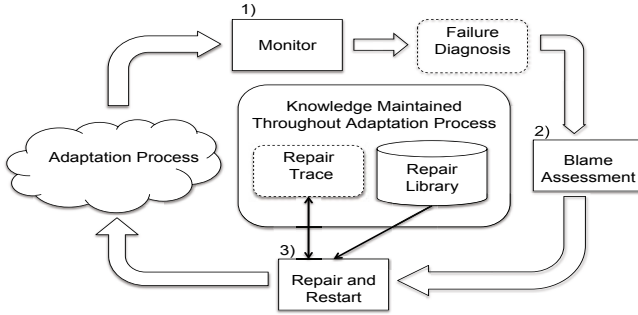 1)
Monitor
Failure
Diagnosis
Knowledge Maintained
Throughout Adaptation Process
2)
Adaptation Process
Repair
Trace
Repair
Library
Blame
Assessment
3)
Repair and
Restart